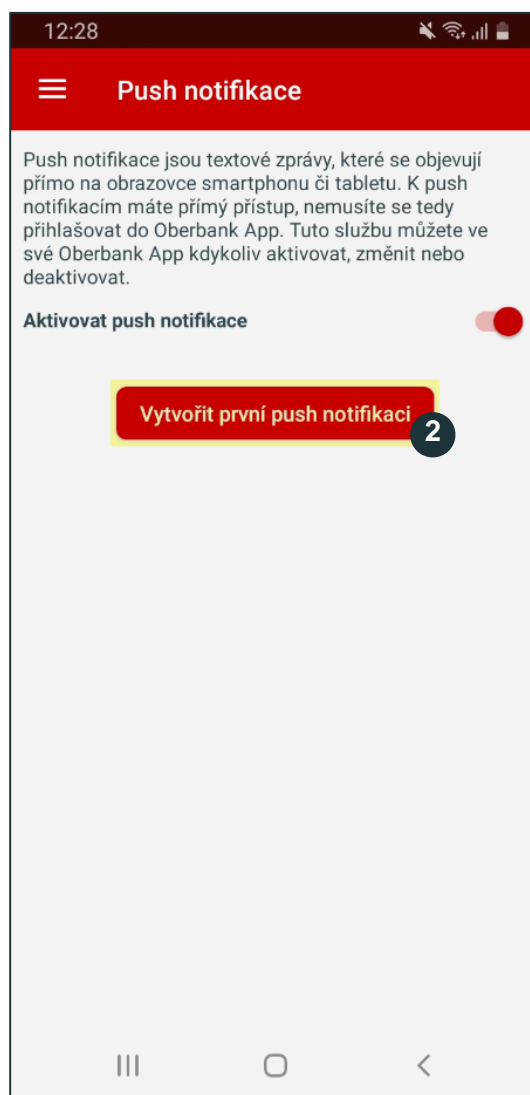 12:28
Push notifikace
Push notifikace jsou textové zprávy, které se objevují
přímo na obrazovce smartphonu či tabletu. K push
notifikacím máte přímý přístup, nemusíte se tedy
přihlašovat do Oberbank App. Tuto službu můžete ve
své Oberbank App kdykoliv aktivovat, změnit nebo
deaktivovat.
Aktivovat push notifikace
Vytvořit první push notifikaci
2